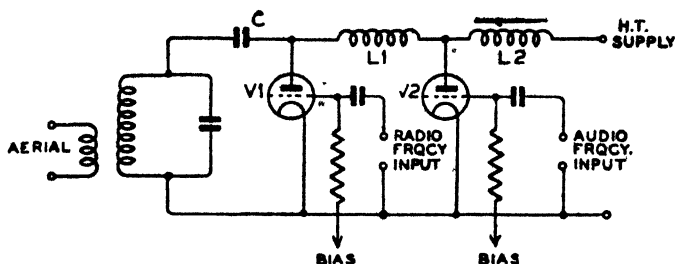 C
H.T.
SUPPLY
L1
L2
V1
V2
AERIAL
RADIO
FRQCY
INPUT
AUDIO
FRQCY.
INPUT
BIAS
BIAS